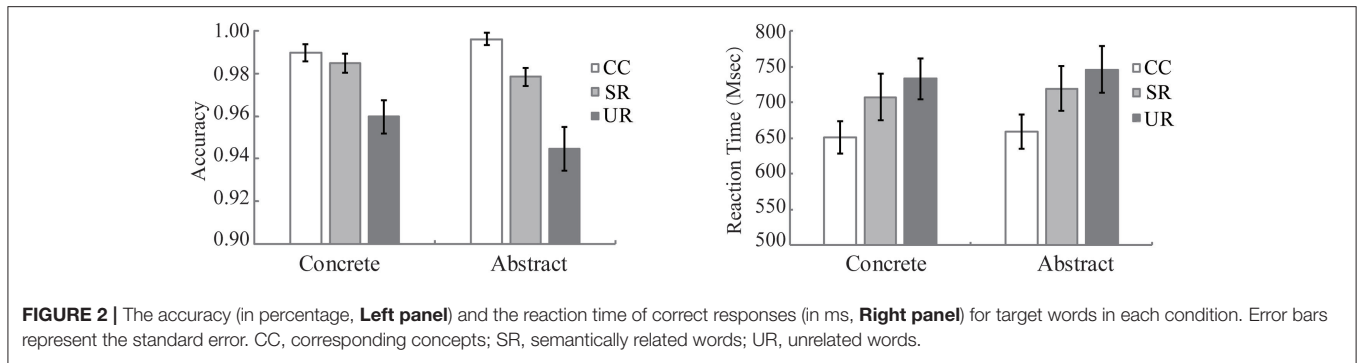 1.00
0.98
0.96
0.94
0.92
0.90
Accuracy
Concrete
Abstract
CC
SR
UR
800
750
700
650
600
550
500
Reaction Time (Msec)
Concrete
Abstract
CC
SR
UR
FIGURE 2 | The accuracy (in percentage, Left panel) and the reaction time of correct responses (in ms, Right panel) for target words in each condition. Error bars
represent the standard error. CC, corresponding concepts; SR, semantically related words; UR, unrelated words.